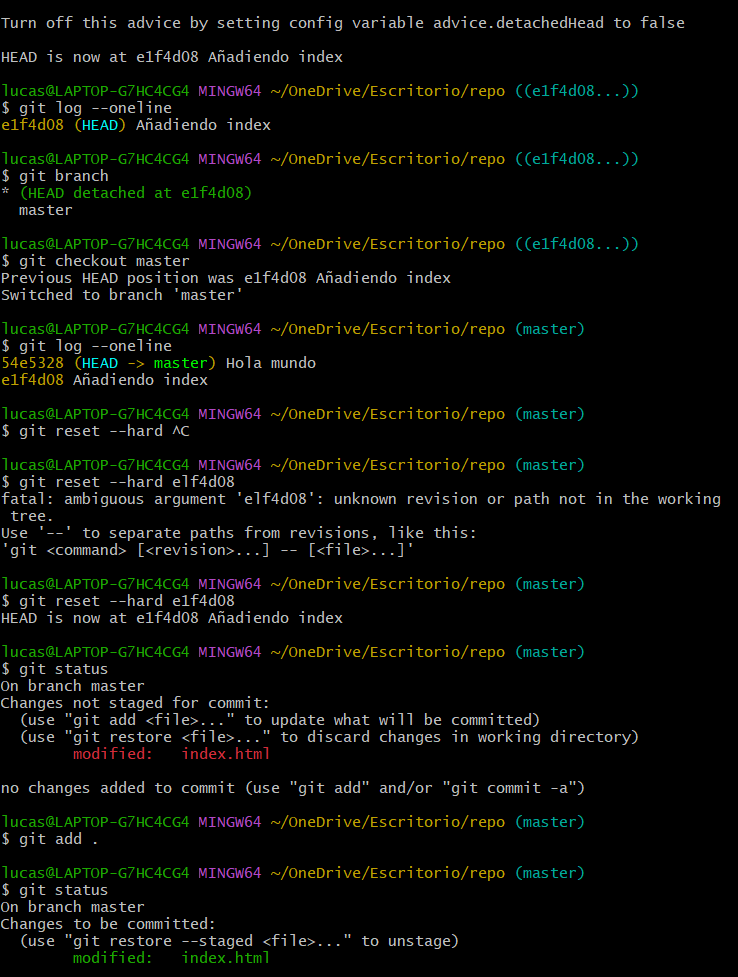 Turn off this advice by setting config variable advice.detachedHead to false
HEAD is now at e1f4d08 Añadiendo index
lucas@LAPTOP-G7HC4CG4 MINGW64 ~/OneDrive/Escritorio/repo ((e1f4d08...))
$ git log --oneline
e1f4d08 (HEAD) Añadiendo index
lucas@LAPTOP-G7HC4CG4 MINGW64 ~/OneDrive/Escritorio/repo ((e1f4d08...))
$ git branch
* (HEAD detached at e1f4d08)
  master
lucas@LAPTOP-G7HC4CG4 MINGW64 ~/OneDrive/Escritorio/repo ((e1f4d08...))
$ git checkout master
Previous HEAD position was e1f4d08 Añadiendo index
Switched to branch 'master'
lucas@LAPTOP-G7HC4CG4 MINGW64 ~/OneDrive/Escritorio/repo (master)
$ git log --oneline
54e5328 (HEAD -> master) Hola mundo
e1f4d08 Añadiendo index
lucas@LAPTOP-G7HC4CG4 MINGW64 ~/OneDrive/Escritorio/repo (master)
$ git reset --hard ^C
lucas@LAPTOP-G7HC4CG4 MINGW64 ~/OneDrive/Escritorio/repo (master)
$ git reset --hard elf4d08
fatal: ambiguous argument 'elf4d08': unknown revision or path not in the working
 tree.
Use '--' to separate paths from revisions, like this:
'git <command> [<revision>...] -- [<file>...]'
lucas@LAPTOP-G7HC4CG4 MINGW64 ~/OneDrive/Escritorio/repo (master)
$ git reset --hard e1f4d08
HEAD is now at e1f4d08 Añadiendo index
lucas@LAPTOP-G7HC4CG4 MINGW64 ~/OneDrive/Escritorio/repo (master)
$ git status
On branch master
Changes not staged for commit:
  (use "git add <file>..." to update what will be committed)
  (use "git restore <file>..." to discard changes in working directory)
        modified:   index.html
no changes added to commit (use "git add" and/or "git commit -a")
lucas@LAPTOP-G7HC4CG4 MINGW64 ~/OneDrive/Escritorio/repo (master)
$ git add .
lucas@LAPTOP-G7HC4CG4 MINGW64 ~/OneDrive/Escritorio/repo (master)
$ git status
On branch master
Changes to be committed:
  (use "git restore --staged <file>..." to unstage)
        modified:   index.html